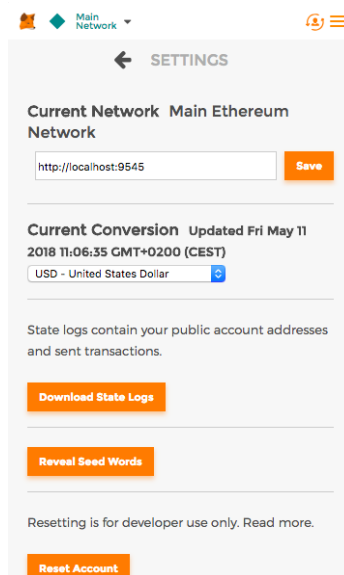 Main
Network
SETTINGS
Current Network Main Ethereum
Network
http://localhost:9545
Save
Current Conversion Updated Fri May 11
2018 11:06:35 GMT+0200 (CEST)
USD - United States Dollar
State logs contain your public account addresses
and sent transactions.
Download State Logs
Reveal Seed Words
Resetting is for developer use only. Read more.
Reset Account